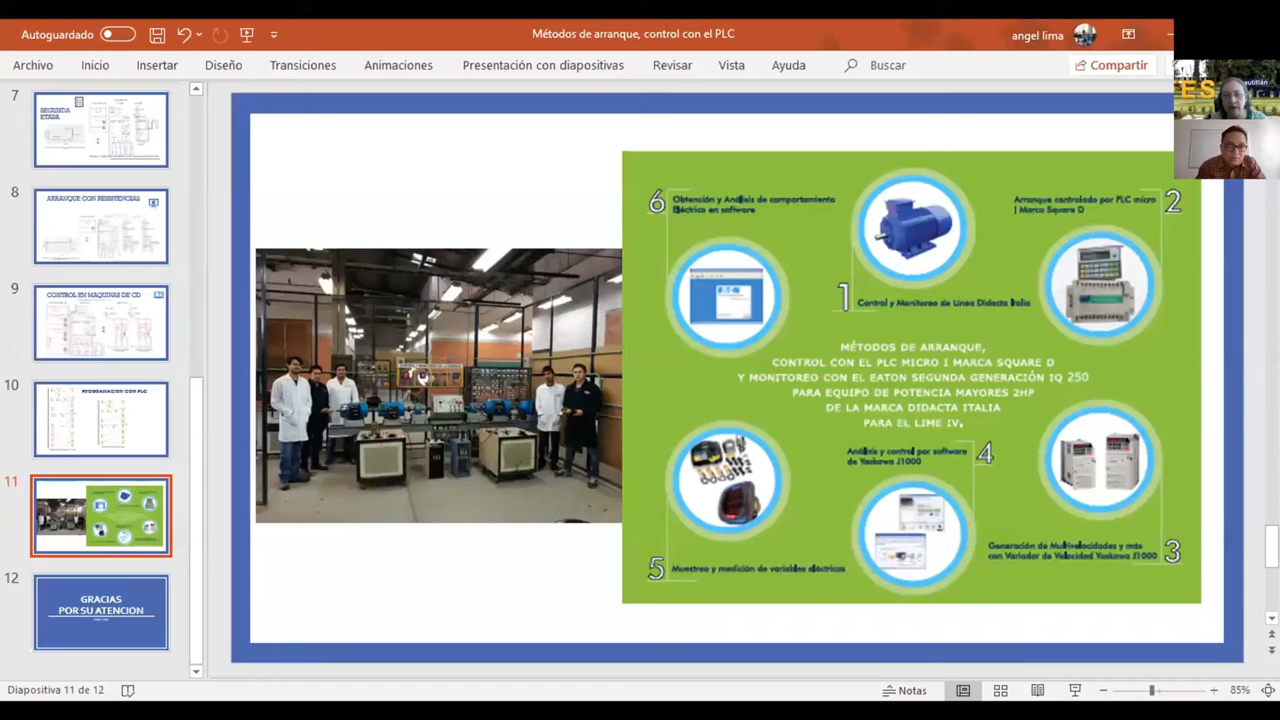 Autoguardado
Métodos de arranque, control con el PLC
angel lima
Archivo
Inicio
Insertar
Diseño
Transiciones
Animaciones
Presentación con diapositivas
Revisar
Vista
Ayuda
Buscar
Compartir
7
SEGUNDA
ETAPA
8
ARRANQUE CON RESISTENCIAS
9
CONTROL EN MAQUINAS DE CD
10
PROGRAMACION CON PLC
11
12
GRACIAS
POR SU ATENCION
6
Obtención y Análisis de comportamiento
Eléctrico en software
Arranque controlado por PLC micro
I Marca Square D
2
1
Control y Monitoreo de Linea Didacta Italia
MÉTODOS DE ARRANQUE,
CONTROL CON EL PLC MICRO I MARCA SQUARE D
Y MONITOREO CON EL EATON SEGUNDA GENERACIÓN IQ 250
PARA EQUIPO DE POTENCIA MAYORES 2HP
DE LA MARCA DIDACTA ITALIA
PARA EL LIME IV.
Análisis y control por software
de Yaskawa J1000
4
Generación de Multivelocidades y más
con Variador de Velocidad Yaskawa J1000
3
5
Muestreo y medición de variables eléctricas
Diapositiva 11 de 12
Notas
85%